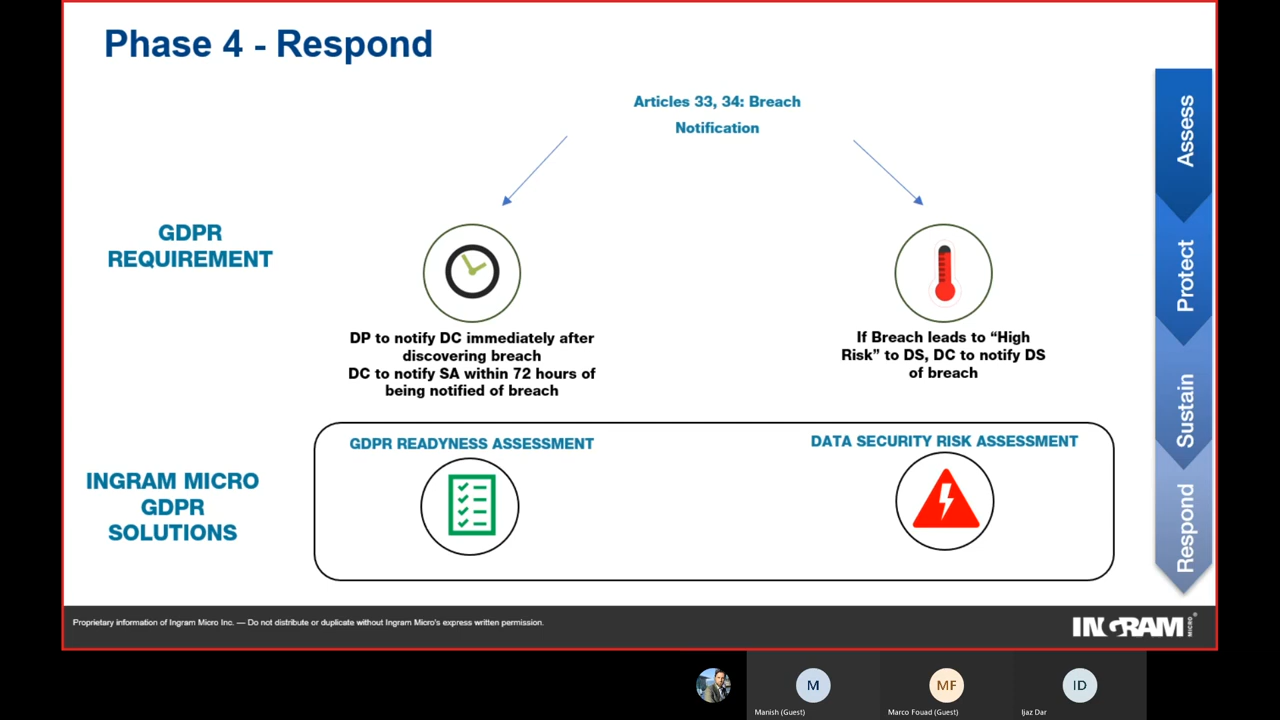 Phase 4 - Respond
Articles 33, 34: Breach
Notification
GDPR
REQUIREMENT
DP to notify DC immediately after
discovering breach
DC to notify SA within 72 hours of
being notified of breach
If Breach leads to “High
Risk” to DS, DC to notify DS
of breach
INGRAM MICRO
GDPR
SOLUTIONS
GDPR READYNESS ASSESSMENT
DATA SECURITY RISK ASSESSMENT
Assess
Protect
Sustain
Respond
Proprietary information of Ingram Micro Inc. — Do not distribute or duplicate without Ingram Micro's express written permission.
INGRAM MICRO®
M
MF
ID
Manish (Guest)
Marco Fouad (Guest)
Ijaz Dar